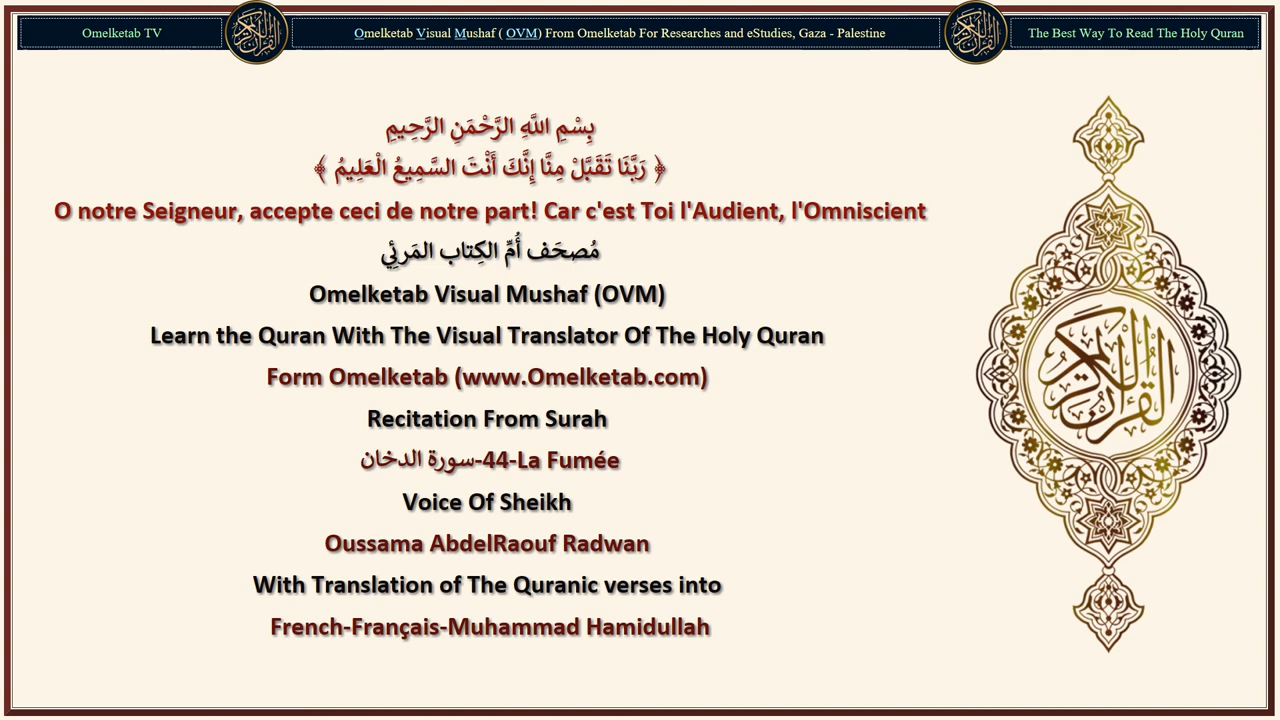 Omelketab TV
Omelketab Visual Mushaf ( OVM) From Omelketab For Researches and eStudies, Gaza - Palestine
The Best Way To Read The Holy Quran
بِسْمِ اللَّهِ الرَّحْمَنِ الرَّحِيمِ
﴿ رَبَّنَا تَقَبَّلْ مِنَّا إِنَّكَ أَنْتَ السَّمِيعُ الْعَلِيمُ ﴾
O notre Seigneur, accepte ceci de notre part! Car c'est Toi l'Audient, l'Omniscient
مُصحَف أُمِّ الكِتاب المَرئِي
Omelketab Visual Mushaf (OVM)
Learn the Quran With The Visual Translator Of The Holy Quran
Form Omelketab (www.Omelketab.com)
Recitation From Surah
سورة الدخان-44-La Fumée
Voice Of Sheikh
Oussama AbdelRaouf Radwan
With Translation of The Quranic verses into
French-Français-Muhammad Hamidullah
القرآن الكريم